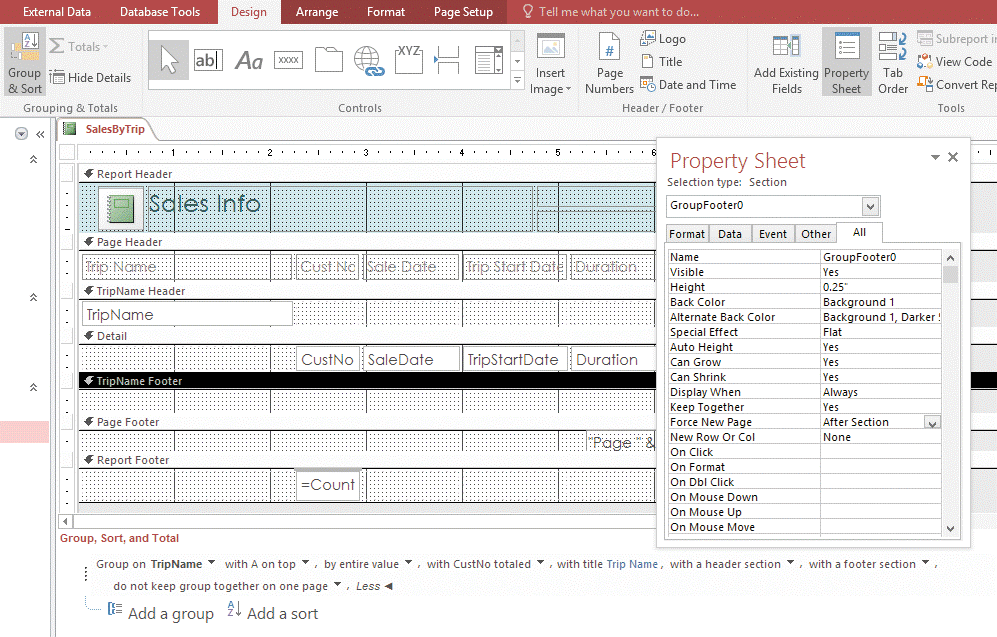 External Data Database Tools Design Arrange Format Page Setup Tell me what you want to do...
Group & Sort
Totals
Hide Details
Grouping & Totals
ab|
Aa
xxxx
XYZ
Controls
Insert Image
#
Page Numbers
Logo
Title
Date and Time
Header / Footer
Add Existing Fields
Property Sheet
Tab Order
Subreport i
View Code
Convert Rep
Tools
SalesByTrip
1 2 3 4 5 6
Report Header
Sales Info
Page Header
Trip Name Cust No Sale Date Trip Start Date Duration
TripName Header
TripName
Detail
CustNo SaleDate TripStartDate Duration
TripName Footer
Page Footer
"Page " &
Report Footer
=Count
Property Sheet
Selection type: Section
GroupFooter0
Format Data Event Other All
Name GroupFooter0
Visible Yes
Height 0.25"
Back Color Background 1
Alternate Back Color Background 1, Darker
Special Effect Flat
Auto Height Yes
Can Grow Yes
Can Shrink Yes
Display When Always
Keep Together Yes
Force New Page After Section
New Row Or Col None
On Click
On Format
On Dbl Click
On Mouse Down
On Mouse Up
On Mouse Move
Group, Sort, and Total
Group on TripName with A on top , by entire value , with CustNo totaled , with title Trip Name , with a header section , with a footer section ,
do not keep group together on one page , Less
Add a group Add a sort